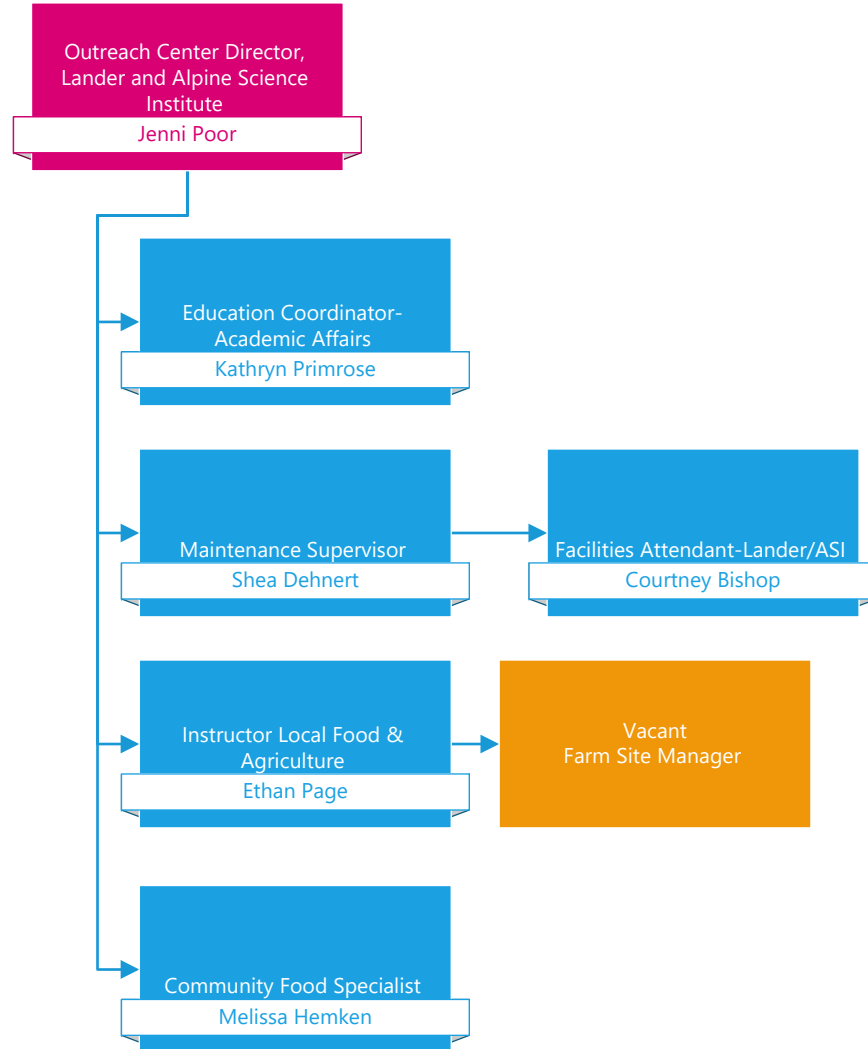 Outreach Center Director,
Lander and Alpine Science
Institute
Jenni Poor
Education Coordinator-
Academic Affairs
Kathryn Primrose
Maintenance Supervisor
Shea Dehnert
Facilities Attendant-Lander/ASI
Courtney Bishop
Instructor Local Food &
Agriculture
Ethan Page
Vacant
Farm Site Manager
Community Food Specialist
Melissa Hemken